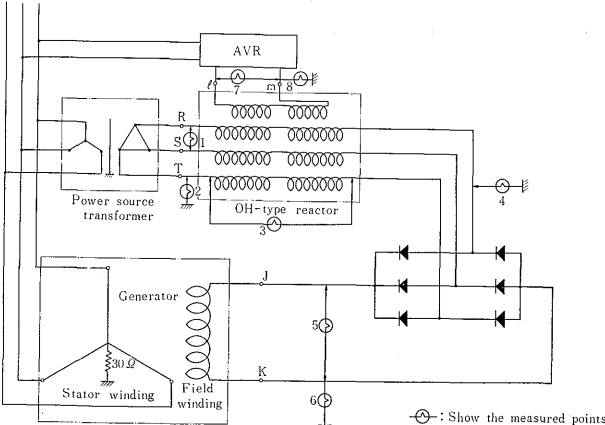 AVR
ℓ
7
m
8
R
S
1
T
2
3
4
Power source
transformer
OH-type reactor
Generator
J
5
30Ω
K
Stator winding
Field
winding
6
: Show the measured points